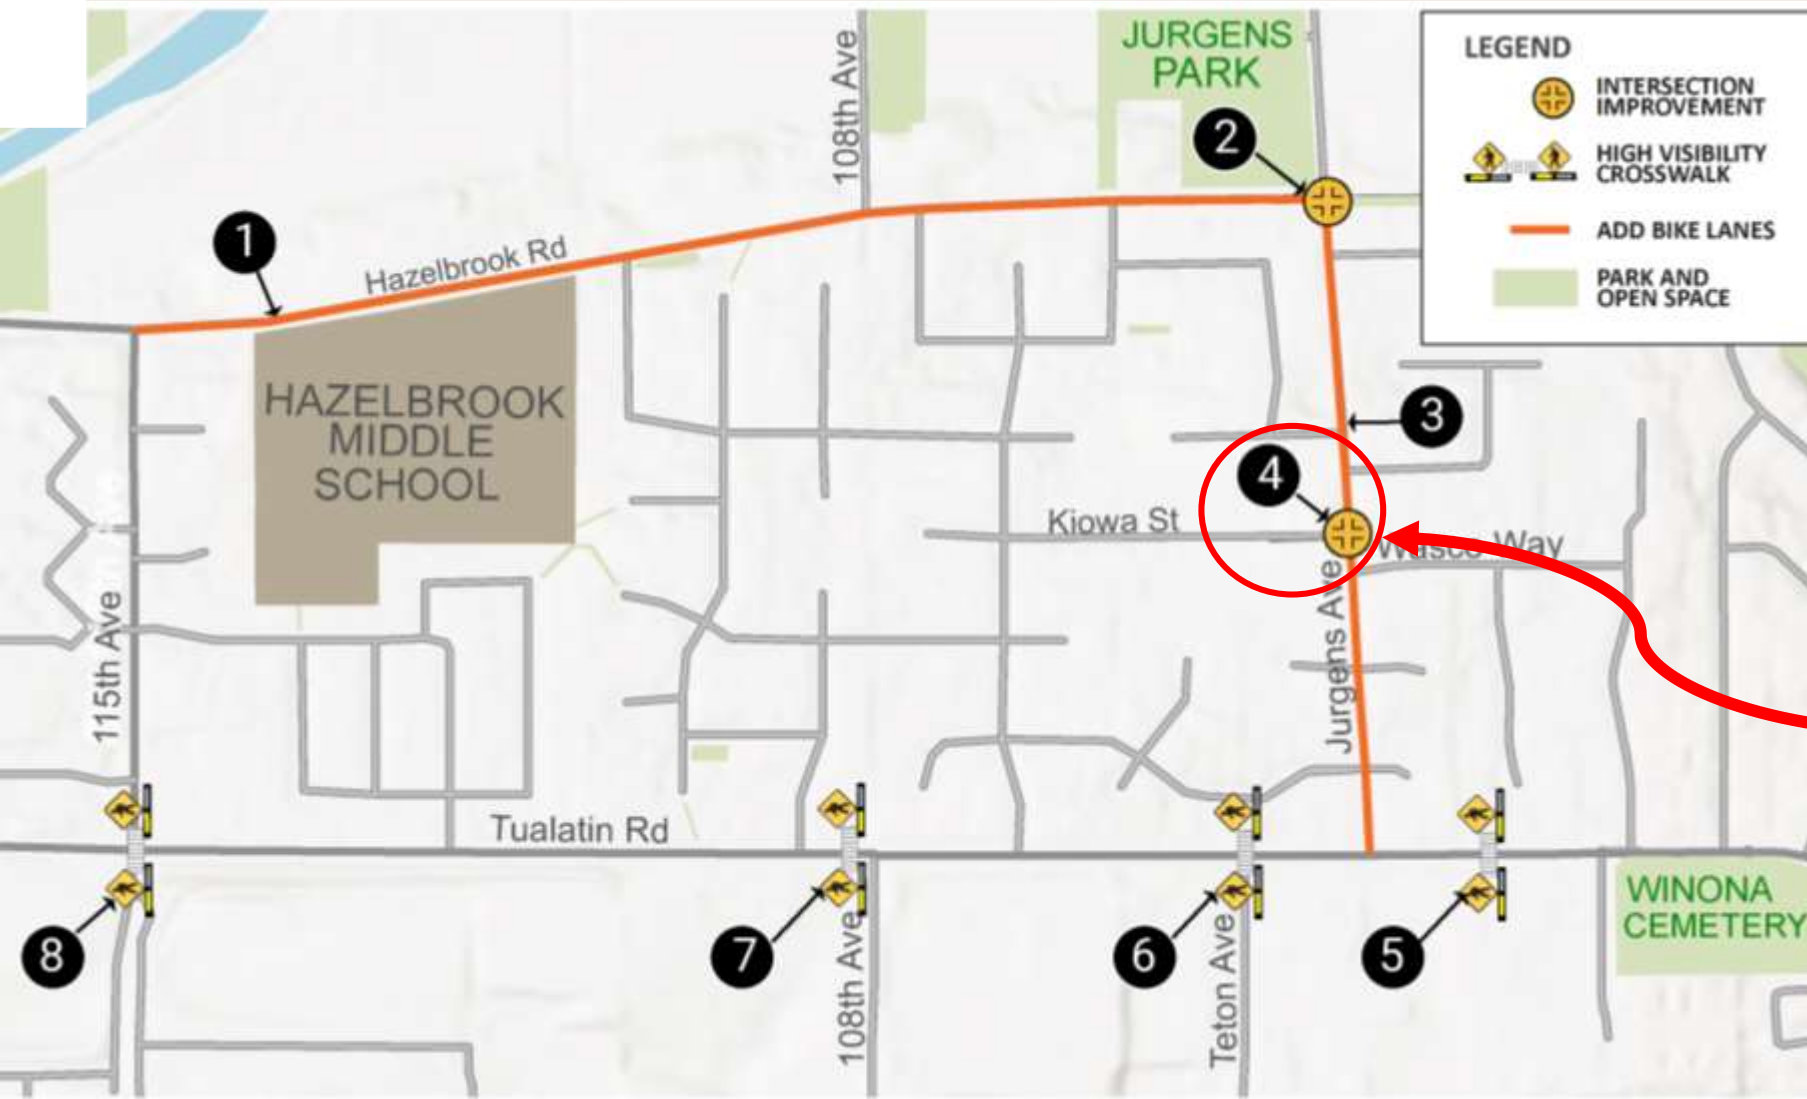 JURGENS
PARK
108th Ave
2
LEGEND
INTERSECTION
IMPROVEMENT
HIGH VISIBILITY
CROSSWALK
ADD BIKE LANES
PARK AND
OPEN SPACE
1
Hazelbrook Rd
HAZELBROOK
MIDDLE
SCHOOL
3
4
Kiowa St
Wasco Way
115th Ave
Jurgens Ave
Tualatin Rd
WINONA
CEMETERY
8
7
6
5
108th Ave
Teton Ave